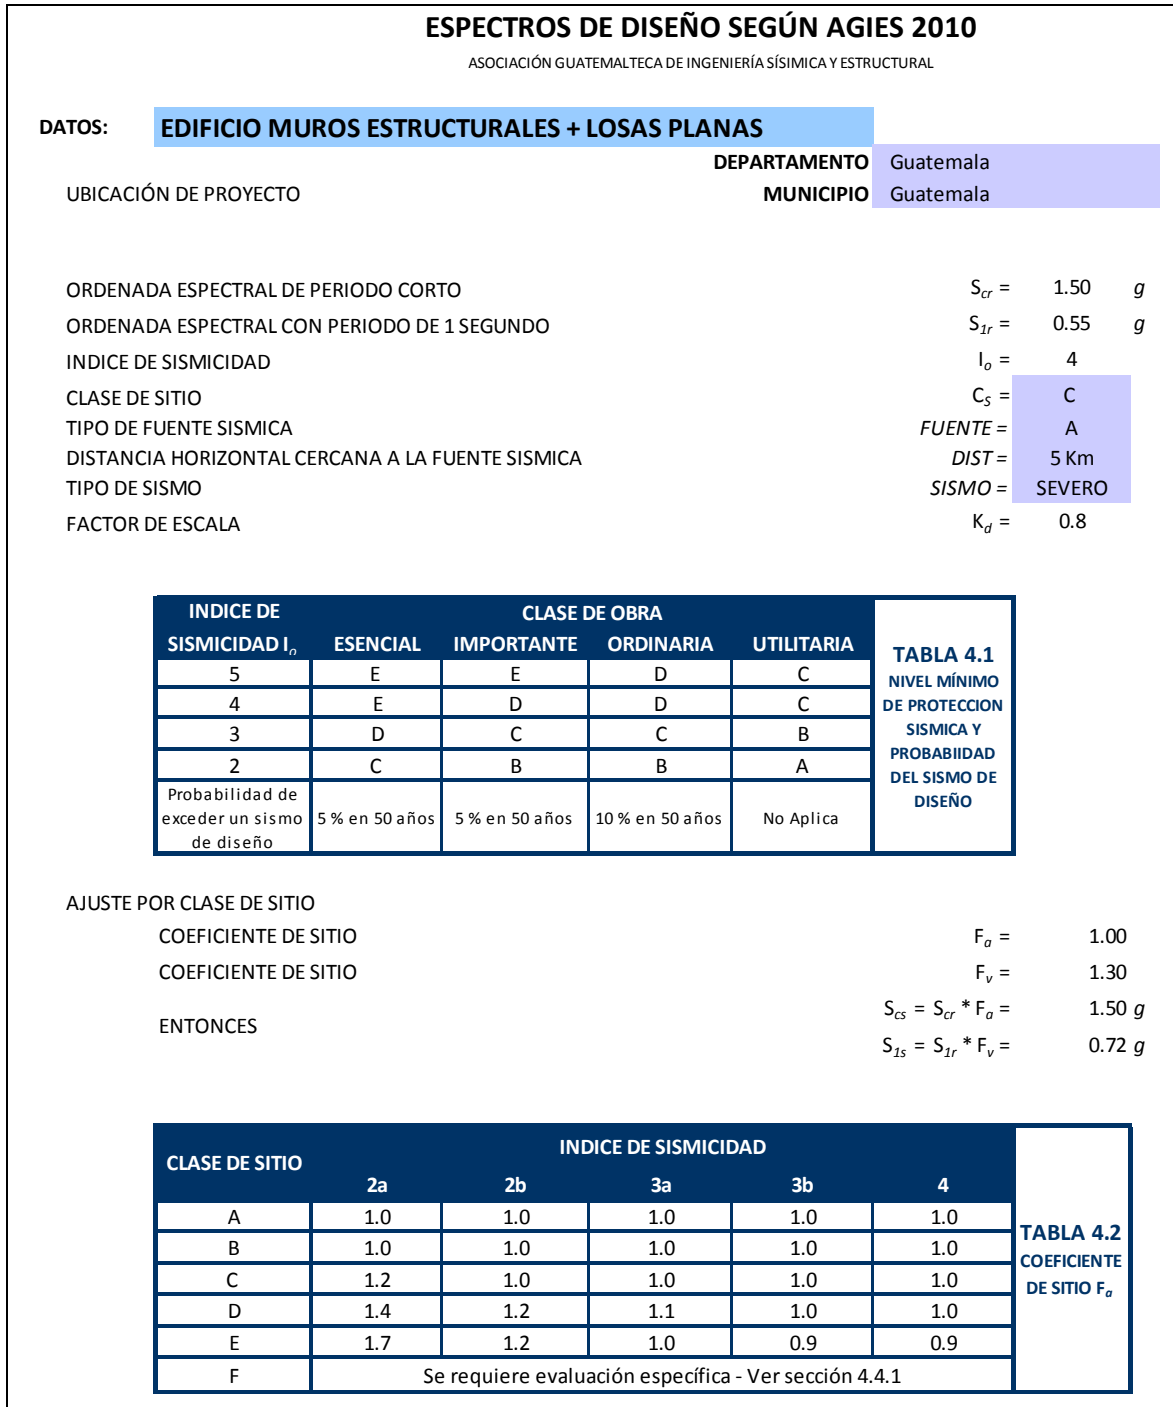 ESPECTROS DE DISEÑO SEGÚN AGIES 2010
ASOCIACIÓN GUATEMALTECA DE INGENIERÍA SÍSIMICA Y ESTRUCTURAL
DATOS: EDIFICIO MUROS ESTRUCTURALES + LOSAS PLANAS
DEPARTAMENTO Guatemala
UBICACIÓN DE PROYECTO MUNICIPIO Guatemala
ORDENADA ESPECTRAL DE PERIODO CORTO Scr = 1.50 g
ORDENADA ESPECTRAL CON PERIODO DE 1 SEGUNDO S1r = 0.55 g
INDICE DE SISMICIDAD Io = 4
CLASE DE SITIO CS = C
TIPO DE FUENTE SISMICA FUENTE = A
DISTANCIA HORIZONTAL CERCANA A LA FUENTE SISMICA DIST = 5 Km
TIPO DE SISMO SISMO = SEVERO
FACTOR DE ESCALA Kd = 0.8
INDICE DE SISMICIDAD Io CLASE DE OBRA
ESENCIAL IMPORTANTE ORDINARIA UTILITARIA
5 E E D C
4 E D D C
3 D C C B
2 C B B A
Probabilidad de exceder un sismo de diseño 5 % en 50 años 5 % en 50 años 10 % en 50 años No Aplica
TABLA 4.1
NIVEL MÍNIMO
DE PROTECCION
SISMICA Y
PROBABIIDAD
DEL SISMO DE
DISEÑO
AJUSTE POR CLASE DE SITIO
COEFICIENTE DE SITIO Fa = 1.00
COEFICIENTE DE SITIO Fv = 1.30
ENTONCES Scs = Scr * Fa = 1.50 g
S1s = S1r * Fv = 0.72 g
CLASE DE SITIO INDICE DE SISMICIDAD
2a 2b 3a 3b 4
A 1.0 1.0 1.0 1.0 1.0
B 1.0 1.0 1.0 1.0 1.0
C 1.2 1.0 1.0 1.0 1.0
D 1.4 1.2 1.1 1.0 1.0
E 1.7 1.2 1.0 0.9 0.9
F Se requiere evaluación específica - Ver sección 4.4.1
TABLA 4.2
COEFICIENTE
DE SITIO Fa